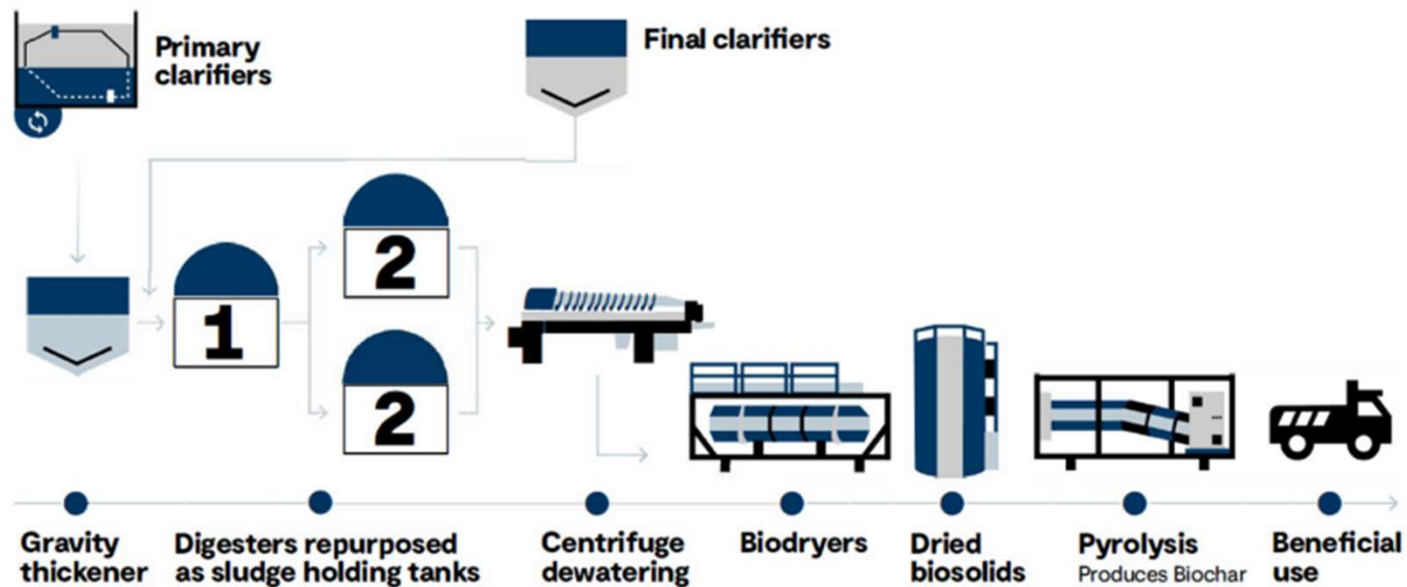 Primary
clarifiers
Final clarifiers
1
2
2
Gravity
thickener
Digesters repurposed
as sludge holding tanks
Centrifuge
dewatering
Biodryers
Dried
biosolids
Pyrolysis
Produces Biochar
Beneficial
use